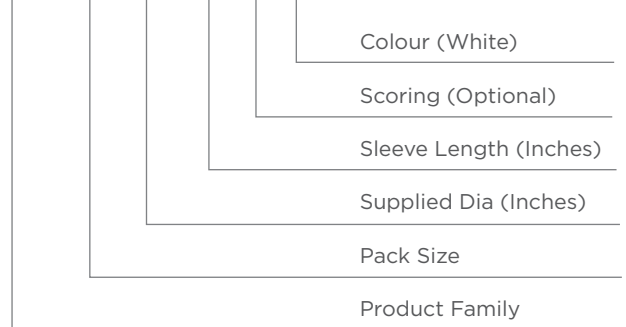 Colour (White)
Scoring (Optional)
Sleeve Length (Inches)
Supplied Dia (Inches)
Pack Size
Product Family